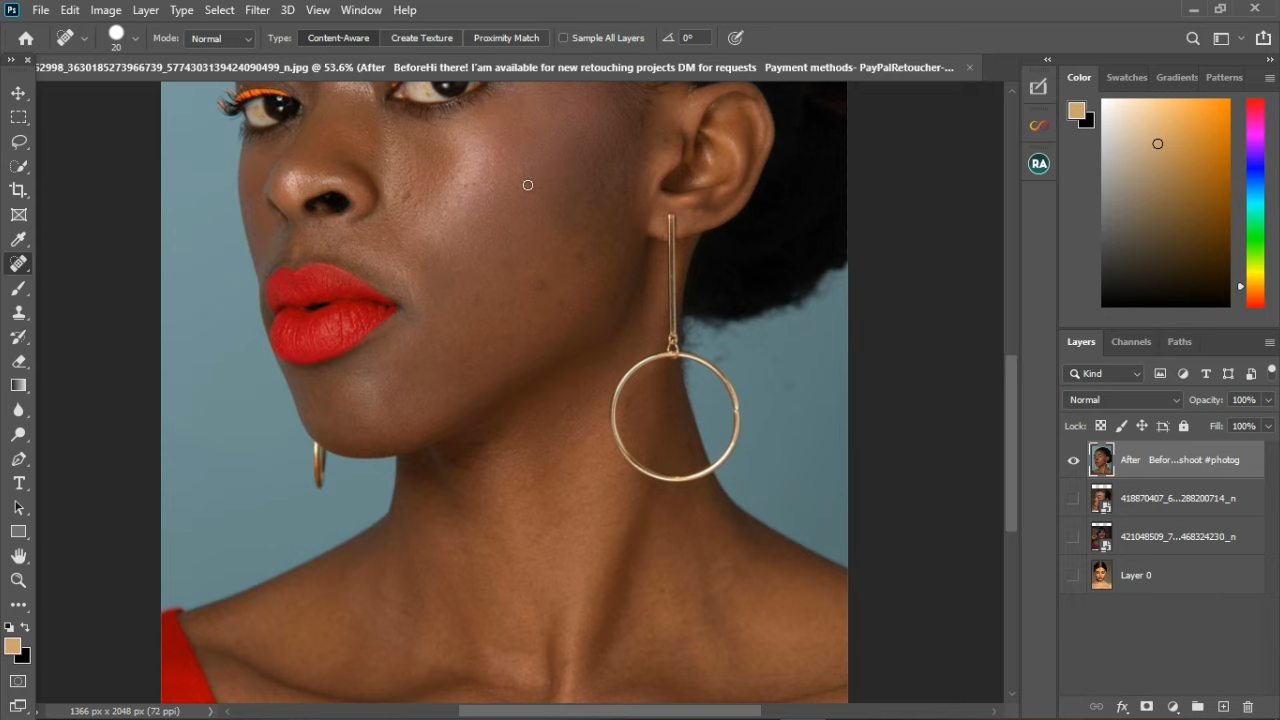 Ps File Edit Image Layer Type Select Filter 3D View Window Help
20 Mode: Normal Type: Content-Aware Create Texture Proximity Match Sample All Layers 0°
52998_3630185273966739_5774303139424090499_n.jpg @ 53.6% (After BeforeHi there! I'am available for new retouching projects DM for requests Payment methods- PayPalRetoucher-...
Color Swatches Gradients Patterns
RA
Layers Channels Paths
Kind
Normal Opacity: 100%
Lock: Fill: 100%
After Befor...shoot #photog
418870407_6...288200714_n
421048509_7...468324230_n
Layer 0
1366 px x 2048 px (72 ppi)